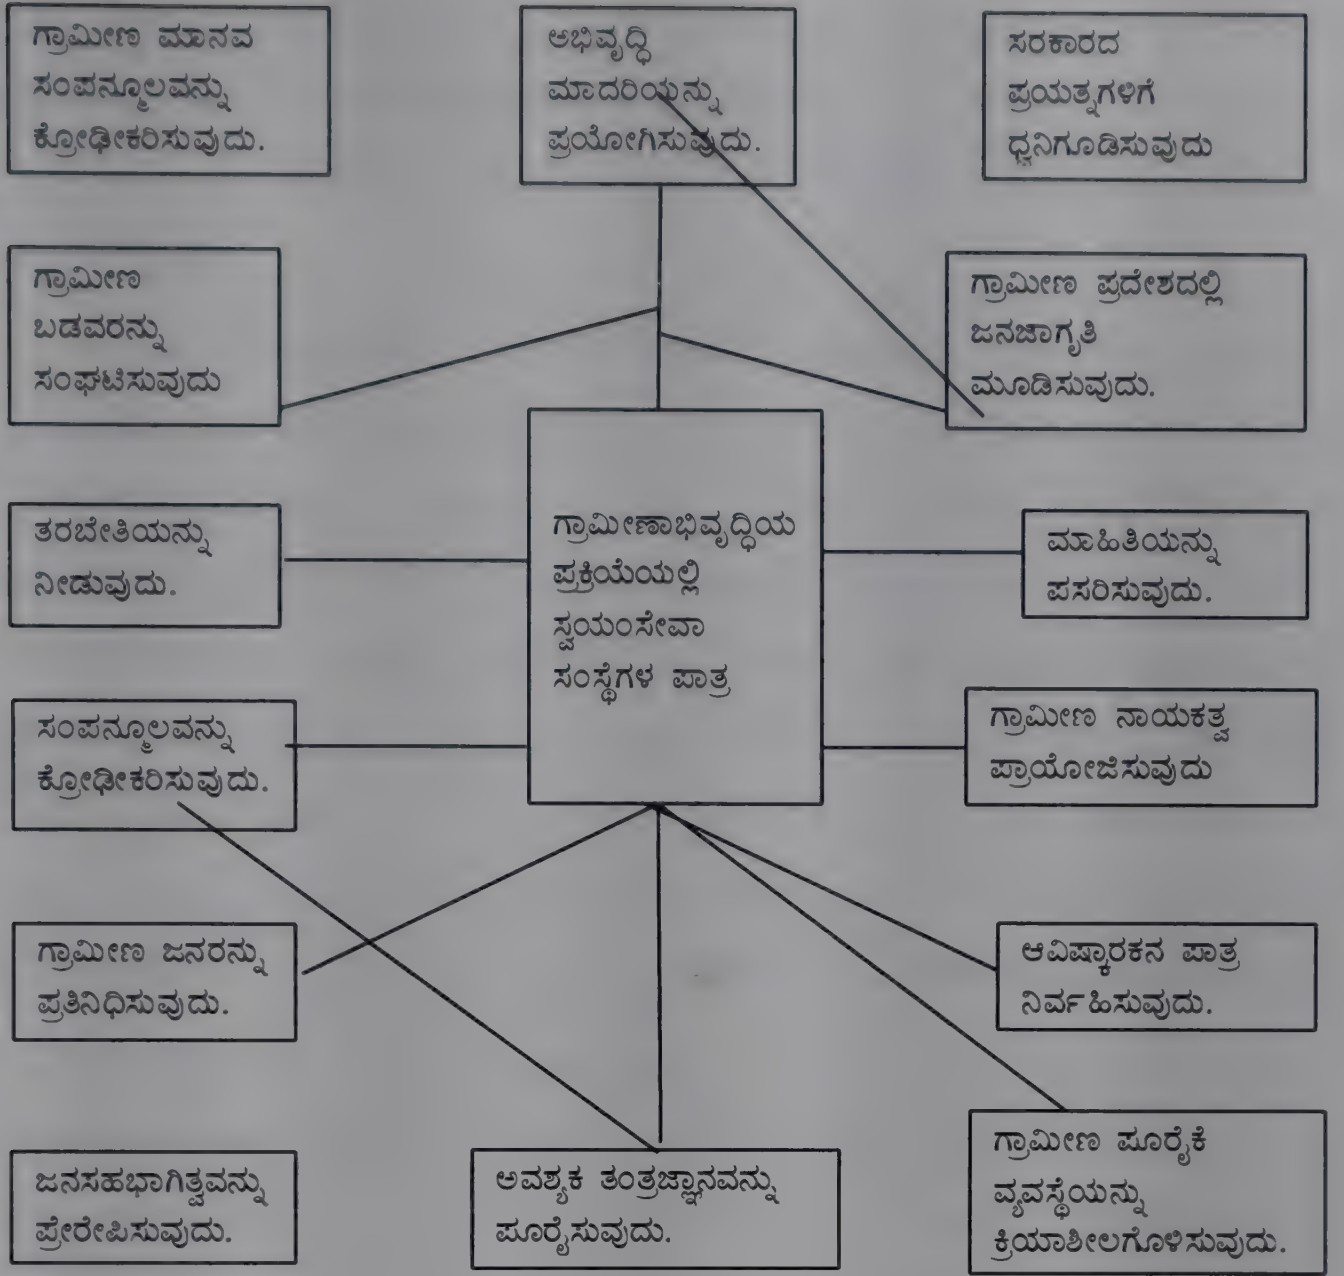 ಗ್ರಾಮೀಣ ಮಾನವ
ಸಂಪನ್ಮೂಲವನ್ನು
ಕ್ರೋಢೀಕರಿಸುವುದು.
ಅಭಿವೃದ್ಧಿ
ಮಾದರಿಯನ್ನು
ಪ್ರಯೋಗಿಸುವುದು.
ಸರಕಾರದ
ಪ್ರಯತ್ನಗಳಿಗೆ
ಧ್ವನಿಗೂಡಿಸುವುದು
ಗ್ರಾಮೀಣ
ಬಡವರನ್ನು
ಸಂಘಟಿಸುವುದು
ಗ್ರಾಮೀಣ ಪ್ರದೇಶದಲ್ಲಿ
ಜನಜಾಗೃತಿ
ಮೂಡಿಸುವುದು.
ತರಬೇತಿಯನ್ನು
ನೀಡುವುದು.
ಗ್ರಾಮೀಣಾಭಿವೃದ್ಧಿಯ
ಪ್ರಕ್ರಿಯೆಯಲ್ಲಿ
ಸ್ವಯಂಸೇವಾ
ಸಂಸ್ಥೆಗಳ ಪಾತ್ರ
ಮಾಹಿತಿಯನ್ನು
ಪಸರಿಸುವುದು.
ಸಂಪನ್ಮೂಲವನ್ನು
ಕ್ರೋಢೀಕರಿಸುವುದು.
ಗ್ರಾಮೀಣ ನಾಯಕತ್ವ
ಪ್ರಾಯೋಜಿಸುವುದು
ಗ್ರಾಮೀಣ ಜನರನ್ನು
ಪ್ರತಿನಿಧಿಸುವುದು.
ಆವಿಷ್ಕಾರಕನ ಪಾತ್ರ
ನಿರ್ವಹಿಸುವುದು.
ಜನಸಹಭಾಗಿತ್ವವನ್ನು
ಪ್ರೇರೇಪಿಸುವುದು.
ಅವಶ್ಯಕ ತಂತ್ರಜ್ಞಾನವನ್ನು
ಪೂರೈಸುವುದು.
ಗ್ರಾಮೀಣ ಪೂರೈಕೆ
ವ್ಯವಸ್ಥೆಯನ್ನು
ಕ್ರಿಯಾಶೀಲಗೊಳಿಸುವುದು.